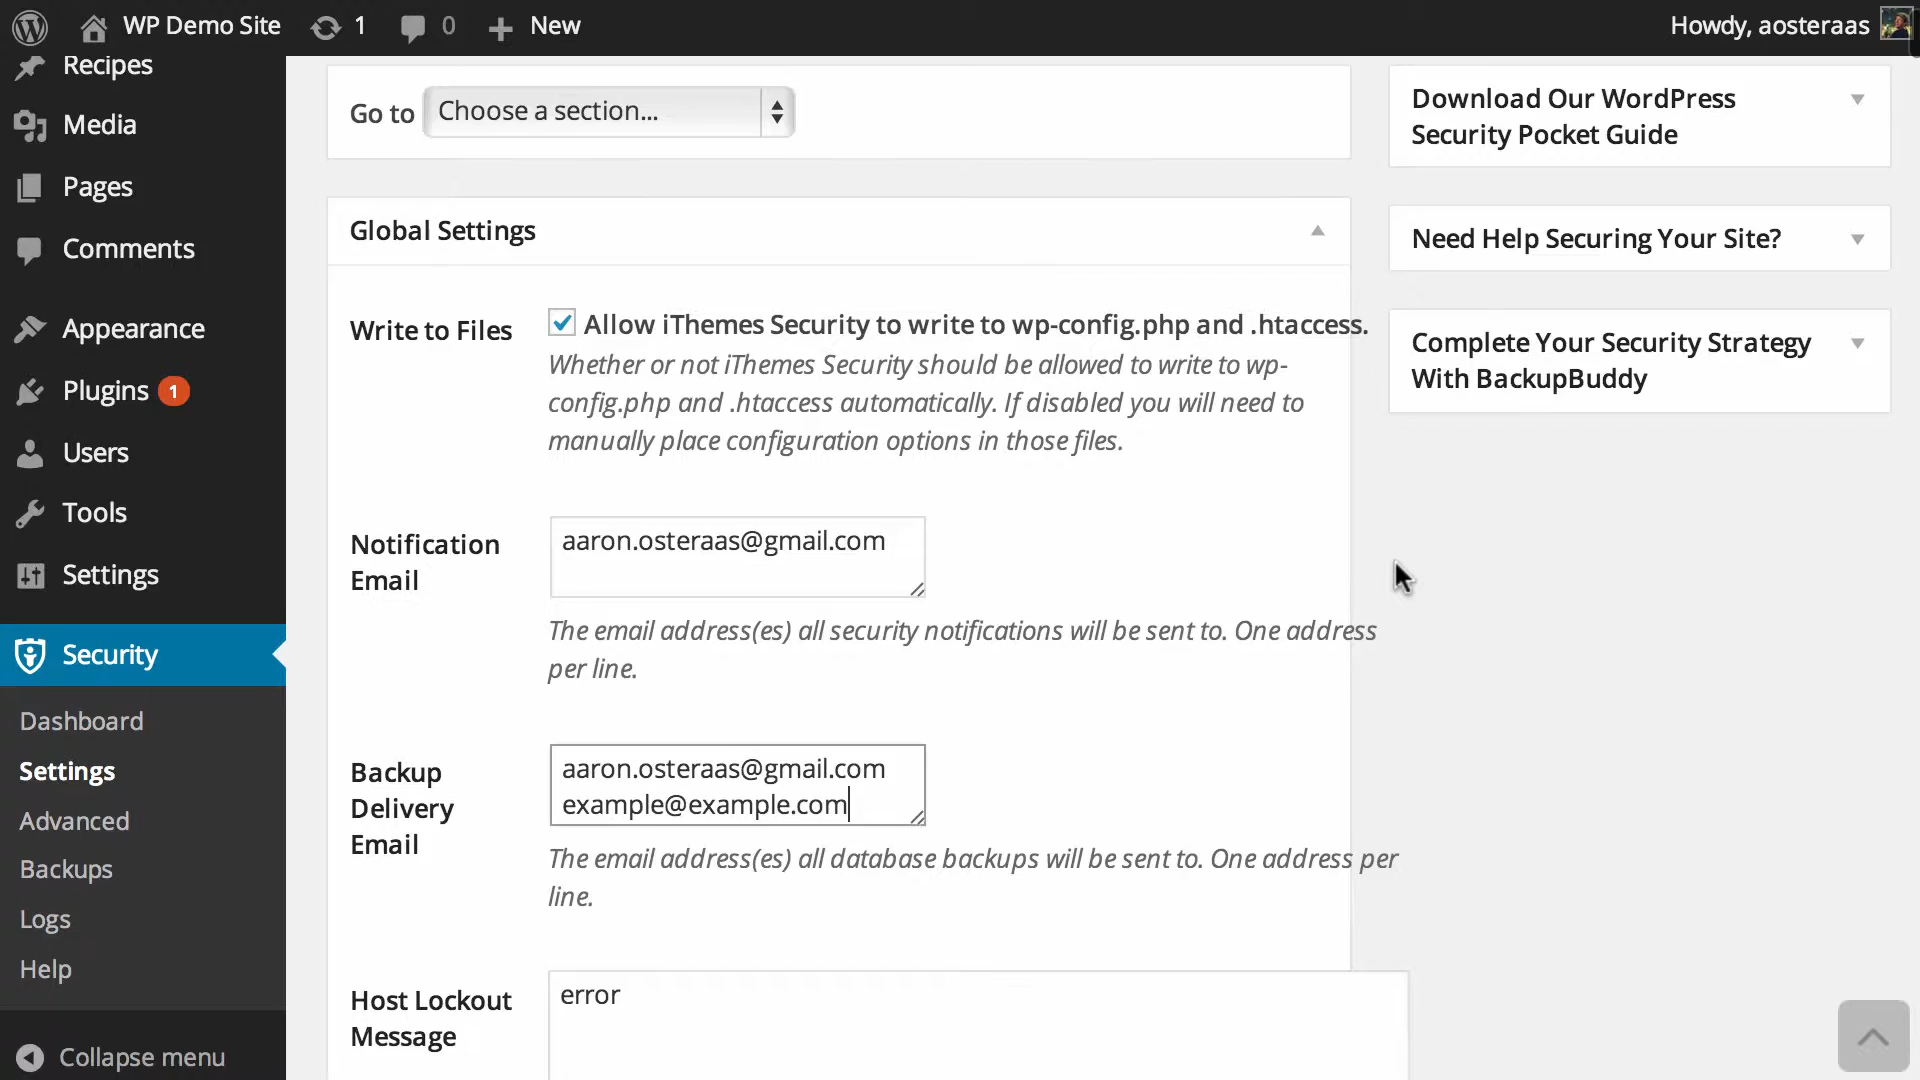 WP Demo Site 1 0 New Howdy, aosteraas
Recipes
Media
Pages
Comments
Appearance
Plugins 1
Users
Tools
Settings
Security
Dashboard
Settings
Advanced
Backups
Logs
Help
Collapse menu
Go to Choose a section...
Global Settings
Write to Files
Allow iThemes Security to write to wp-config.php and .htaccess.
Whether or not iThemes Security should be allowed to write to wp-
config.php and .htaccess automatically. If disabled you will need to
manually place configuration options in those files.
Notification
Email
aaron.osteraas@gmail.com
The email address(es) all security notifications will be sent to. One address
per line.
Backup
Delivery
Email
aaron.osteraas@gmail.com
example@example.com
The email address(es) all database backups will be sent to. One address per
line.
Host Lockout
Message
error
Download Our WordPress
Security Pocket Guide
Need Help Securing Your Site?
Complete Your Security Strategy
With BackupBuddy